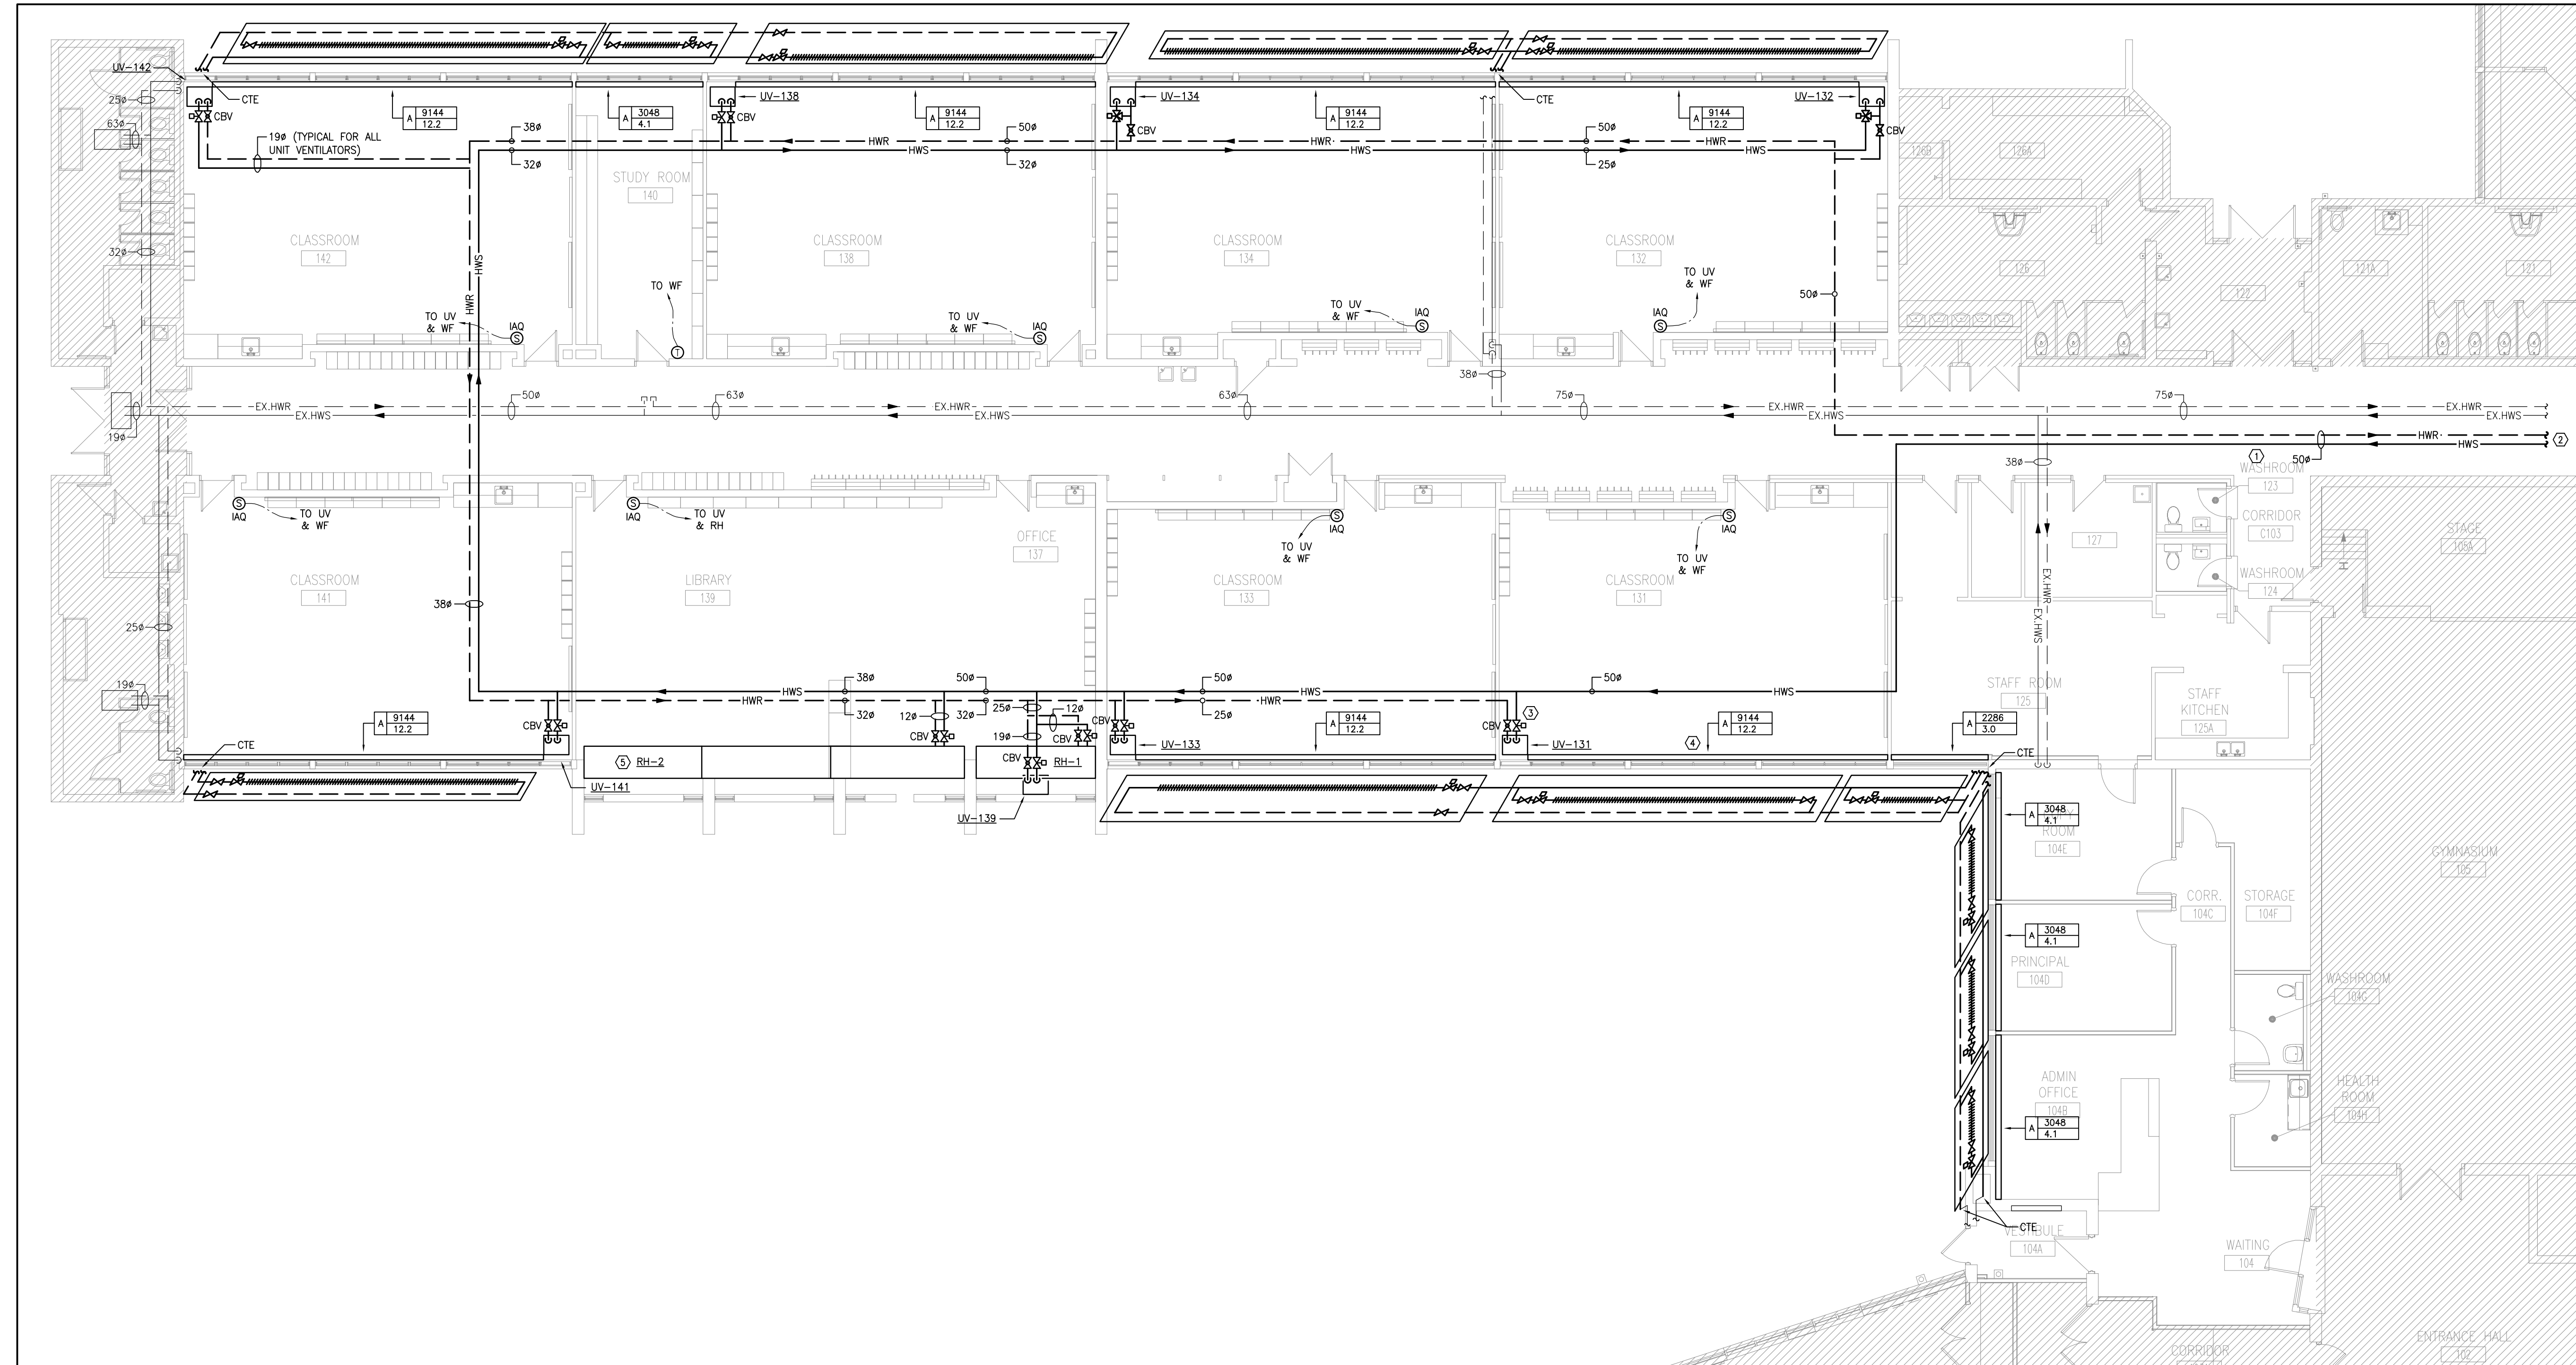 UV-142
CTE
25ø
63ø
CBV
A 9144
12.2
19ø (TYPICAL FOR ALL
UNIT VENTILATORS)
38ø
32ø
A 3048
4.1
UV-138
CBV
A 9144
12.2
HWR
HWS
50ø
32ø
UV-134
CBV
A 9144
12.2
CTE
HWR
HWS
50ø
25ø
A 9144
12.2
UV-132
CBV
STUDY ROOM
140
CLASSROOM
142
CLASSROOM
138
CLASSROOM
134
CLASSROOM
132
126B
126A
126
122
121A
121
32ø
HWS
HWR
TO WF
T
TO UV
& WF
IAQ
S
TO UV
& WF
IAQ
S
TO UV
& WF
IAQ
S
TO UV
& WF
IAQ
S
50ø
38ø
EX.HWR
EX.HWS
50ø
63ø
EX.HWR
EX.HWS
63ø
75ø
EX.HWR
EX.HWS
75ø
EX.HWR
EX.HWS
19ø
HWR
HWS
2
1
50ø
38ø
S
IAQ
TO UV
& WF
S
IAQ
TO UV
& RH
OFFICE
137
S
IAQ
TO UV
& WF
S
IAQ
TO UV
& WF
WASHROOM
123
CORRIDOR
C103
127
WASHROOM
124
STAGE
105A
CLASSROOM
141
LIBRARY
139
CLASSROOM
133
CLASSROOM
131
EX.HWS
EX.HWR
38ø
25ø
19ø
STAFF ROOM
125
STAFF
KITCHEN
125A
HWS
HWR
38ø
32ø
50ø
32ø
12ø
25ø
12ø
19ø
HWS
HWR
50ø
25ø
50ø
HWS
A 9144
12.2
CBV
CBV
CBV
CBV
CBV
CBV
3
A 9144
12.2
A 9144
12.2
4
A 2286
3.0
CTE
CTE
UV-141
5 RH-2
RH-1
UV-139
UV-133
UV-131
A 3048
4.1
ROOM
104E
A 3048
4.1
PRINCIPAL
104D
CORR.
104C
STORAGE
104F
GYMNASIUM
105
WASHROOM
104G
ADMIN
OFFICE
104B
A 3048
4.1
HEALTH
ROOM
104H
CTE
VESTIBULE
104A
WAITING
104
ENTRANCE HALL
102
CORRIDOR